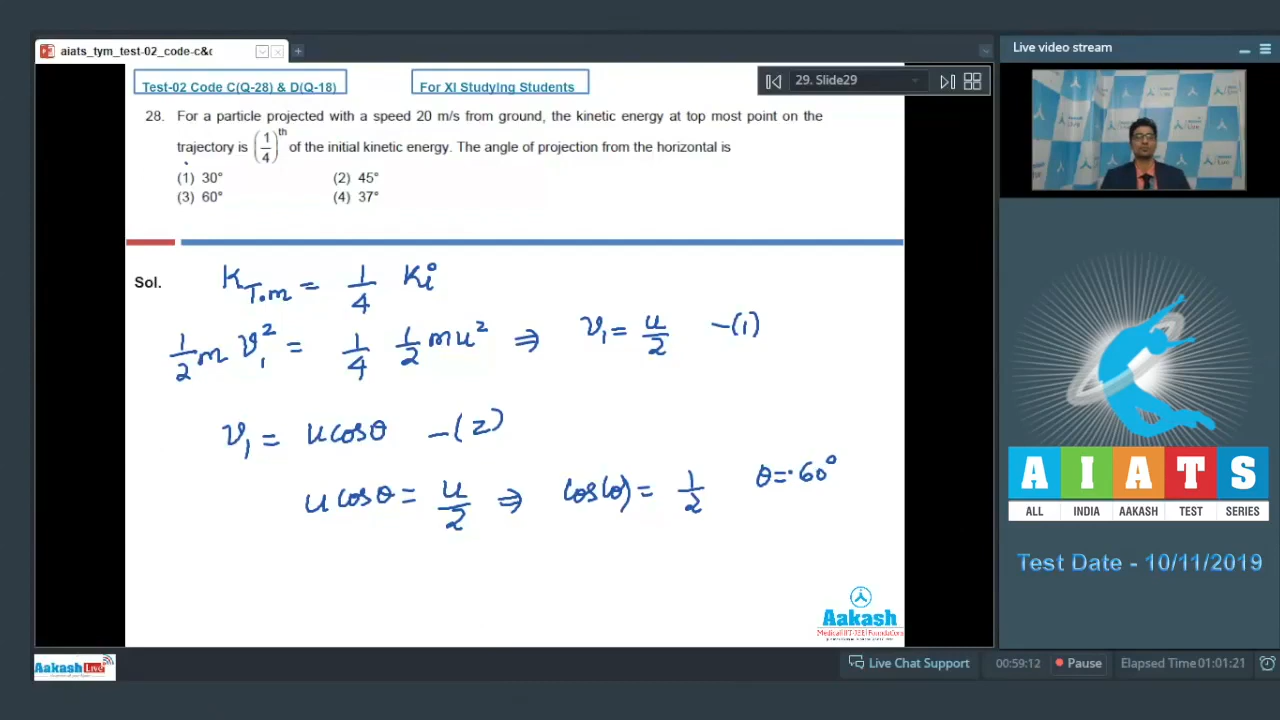 aiats_tym_test-02_code-c&d
Live video stream
Test-02 Code C(Q-28) & D(Q-18)
For XI Studying Students
29. Slide29
28. For a particle projected with a speed 20 m/s from ground, the kinetic energy at top most point on the
trajectory is (1/4)th of the initial kinetic energy. The angle of projection from the horizontal is
(1) 30° (2) 45°
(3) 60° (4) 37°
Sol. K_T.m = 1/4 Ki
1/2 m v₁² = 1/4 1/2 mu² ⇒ v₁ = u/2 –(1)
v₁ = u cosθ –(2)
u cosθ = u/2 ⇒ cos(θ) = 1/2 θ = 60°
A I A T S
ALL INDIA AAKASH TEST SERIES
Test Date - 10/11/2019
Aakash
Medical|IIT-JEE|Foundations
Aakash Live
Live Chat Support
00:59:12
Pause
Elapsed Time 01:01:21